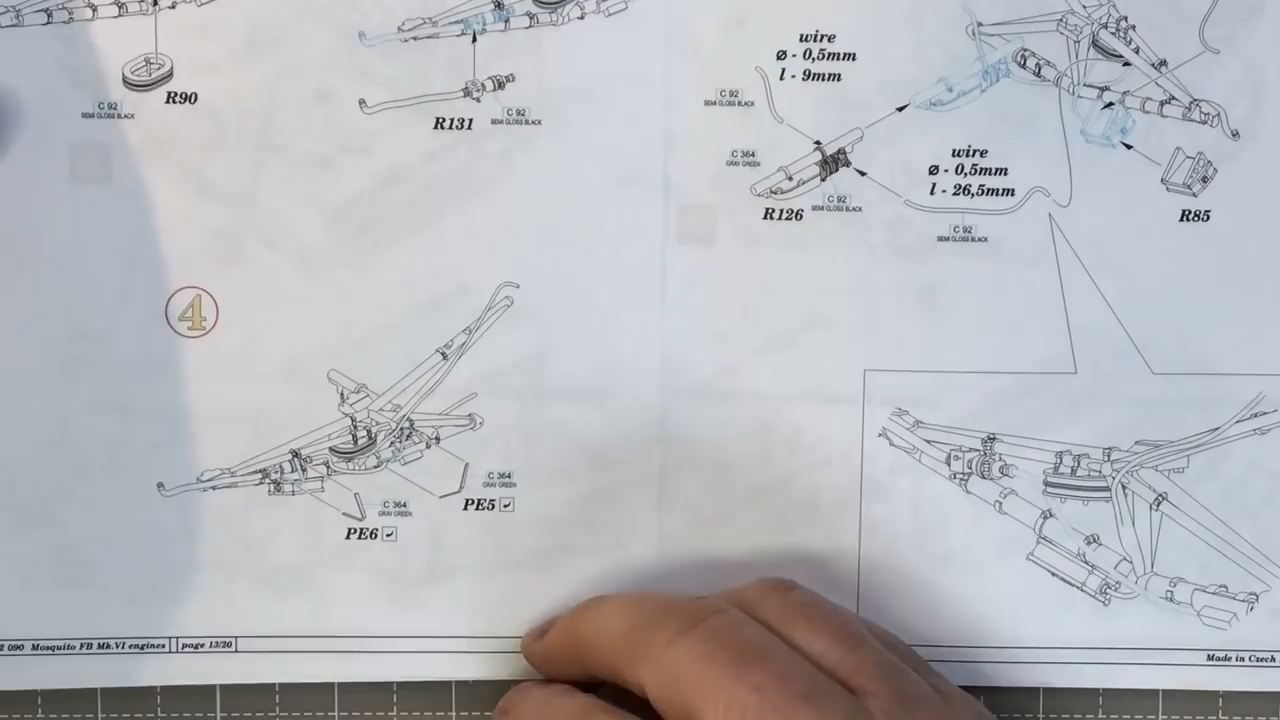 R90
C 92
SEMI GLOSS BLACK
R131
C 92
SEMI GLOSS BLACK
wire
ø - 0,5mm
l - 9mm
C 92
SEMI GLOSS BLACK
C 364
GRAY GREEN
R126
C 92
SEMI GLOSS BLACK
wire
ø - 0,5mm
l - 26,5mm
C 92
SEMI GLOSS BLACK
R85
4
C 364
GRAY GREEN
PE5
C 364
GRAY GREEN
PE6
090 Mosquito FB Mk.VI engines
page 13/20
Made in Czech